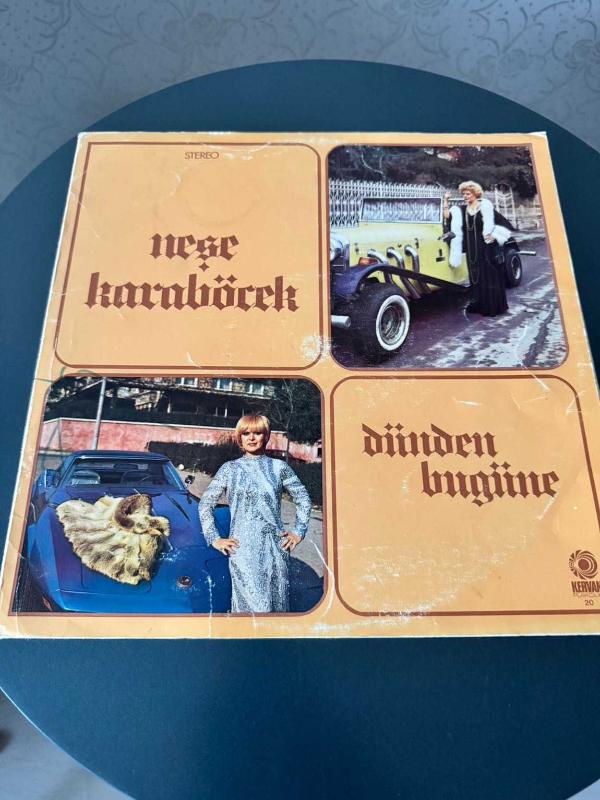 STEREO
neşe
karaböcek
dünden
bugüne
KERVAN
20